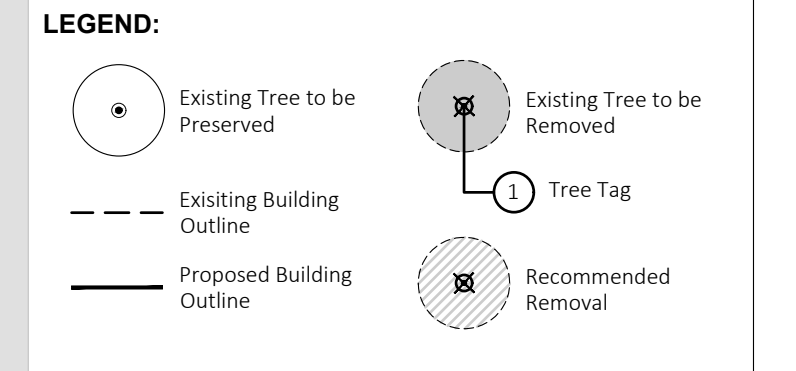 LEGEND:
Existing Tree to be
Preserved
Exisiting Building
Outline
Proposed Building
Outline
Existing Tree to be
Removed
1 Tree Tag
Recommended
Removal